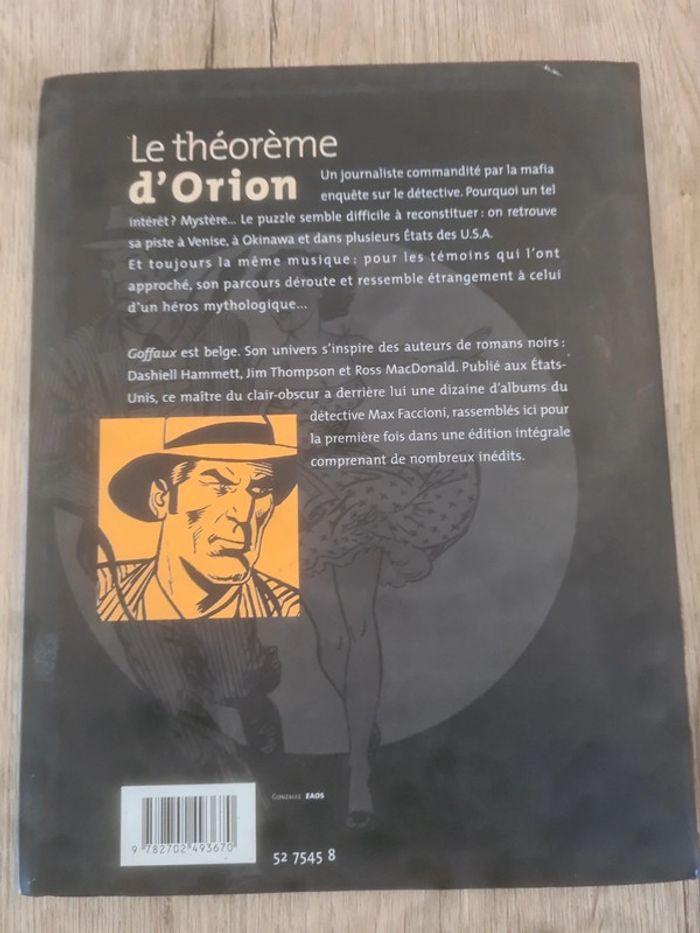 Le théorème
d'Orion
Un journaliste commandité par la mafia
enquête sur le détective. Pourquoi un tel
intérêt ? Mystère... Le puzzle semble difficile à reconstituer : on retrouve
sa piste à Venise, à Okinawa et dans plusieurs États des U.S.A.
Et toujours la même musique : pour les témoins qui l'ont
approché, son parcours déroute et ressemble étrangement à celui
d'un héros mythologique...
Goffaux est belge. Son univers s'inspire des auteurs de romans noirs :
Dashiell Hammett, Jim Thompson et Ross MacDonald. Publié aux États-
Unis, ce maître du clair-obscur a derrière lui une dizaine d'albums du
détective Max Faccioni, rassemblés ici pour
la première fois dans une édition intégrale
comprenant de nombreux inédits.
9 782702 493670
52 7545 8